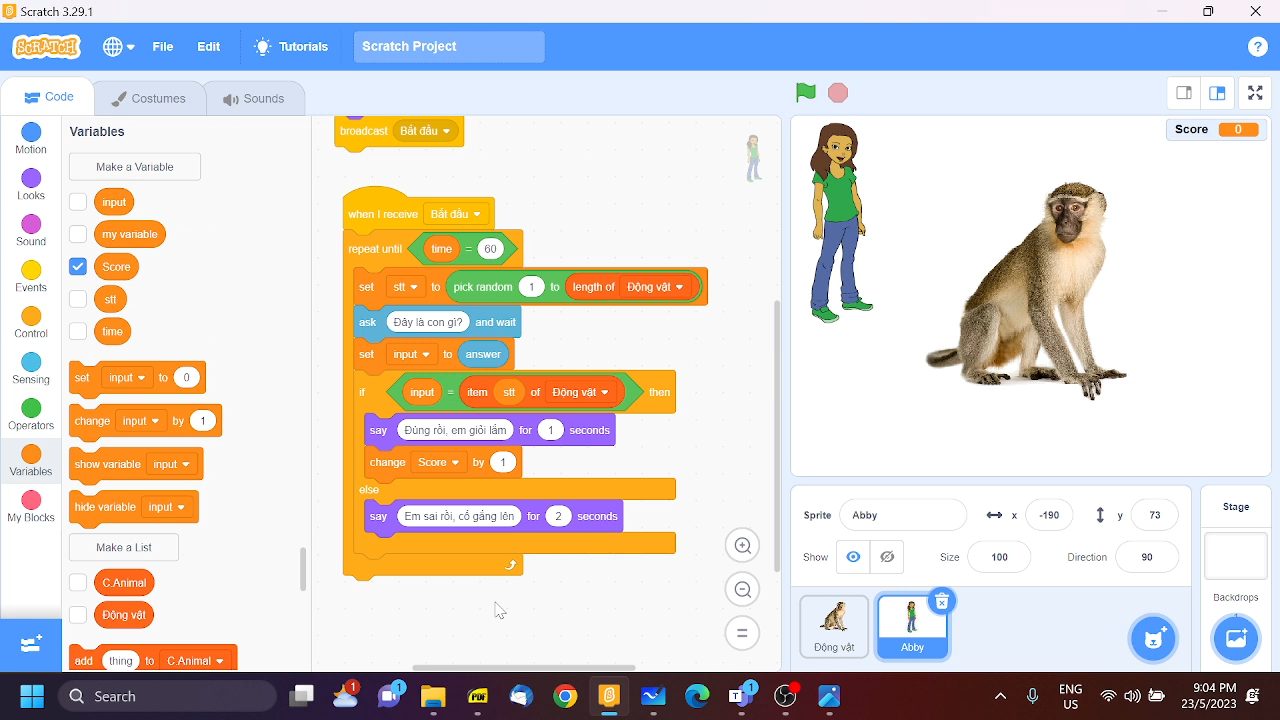 Scratch 3.29.1
SCRATCH File Edit Tutorials Scratch Project ?
Code Costumes Sounds
Motion
Looks
Sound
Events
Control
Sensing
Operators
Variables
My Blocks
Variables
Make a Variable
input
my variable
Score
stt
time
set input to 0
change input by 1
show variable input
hide variable input
Make a List
C.Animal
Động vật
add thing to C.Animal
broadcast Bắt đầu
when I receive Bắt đầu
repeat until time = 60
set stt to pick random 1 to length of Động vật
ask Đây là con gì? and wait
set input to answer
if input = item stt of Động vật then
say Đúng rồi, em giỏi lắm for 1 seconds
change Score by 1
else
say Em sai rồi, cố gắng lên for 2 seconds
Score 0
Sprite Abby x -190 y 73
Show Size 100 Direction 90
Động vật
Abby
Stage
Backdrops
Search
1
1
PDF
1
ENG
US
9:04 PM
23/5/2023